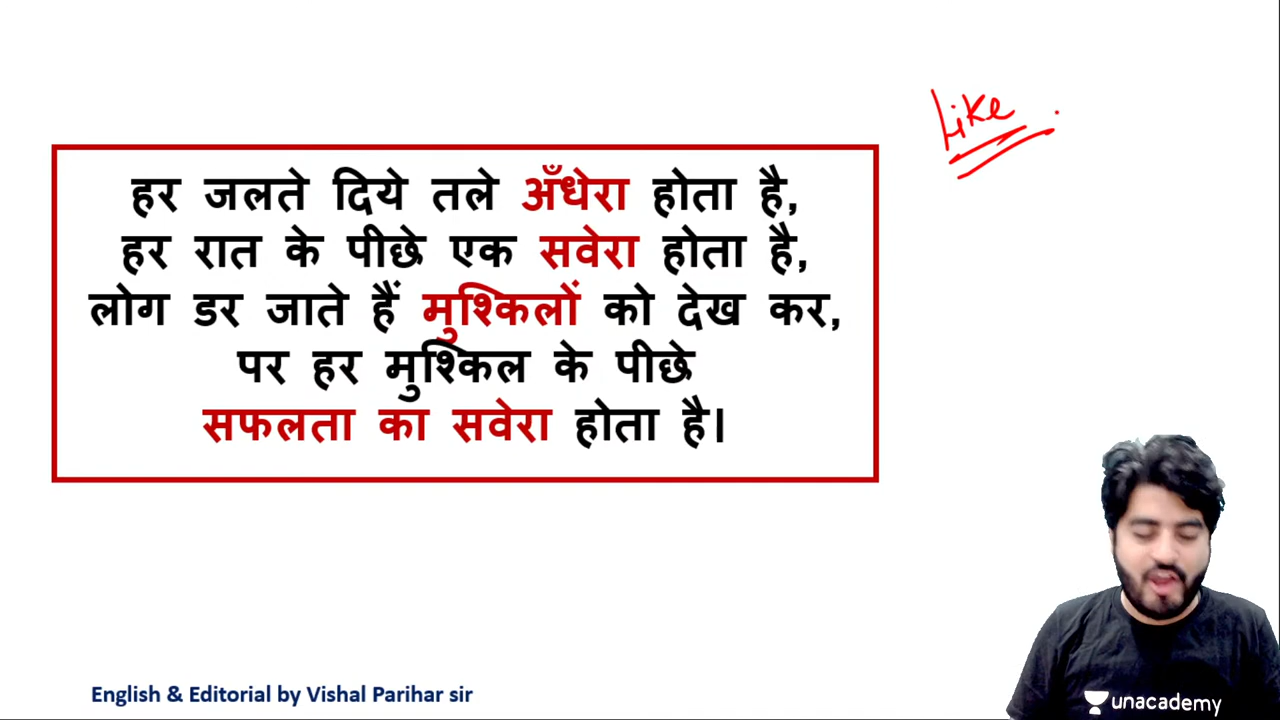 Like
हर जलते दिये तले अँधेरा होता है,
हर रात के पीछे एक सवेरा होता है,
लोग डर जाते हैं मुश्किलों को देख कर,
पर हर मुश्किल के पीछे
सफलता का सवेरा होता है।
English & Editorial by Vishal Parihar sir
unacademy